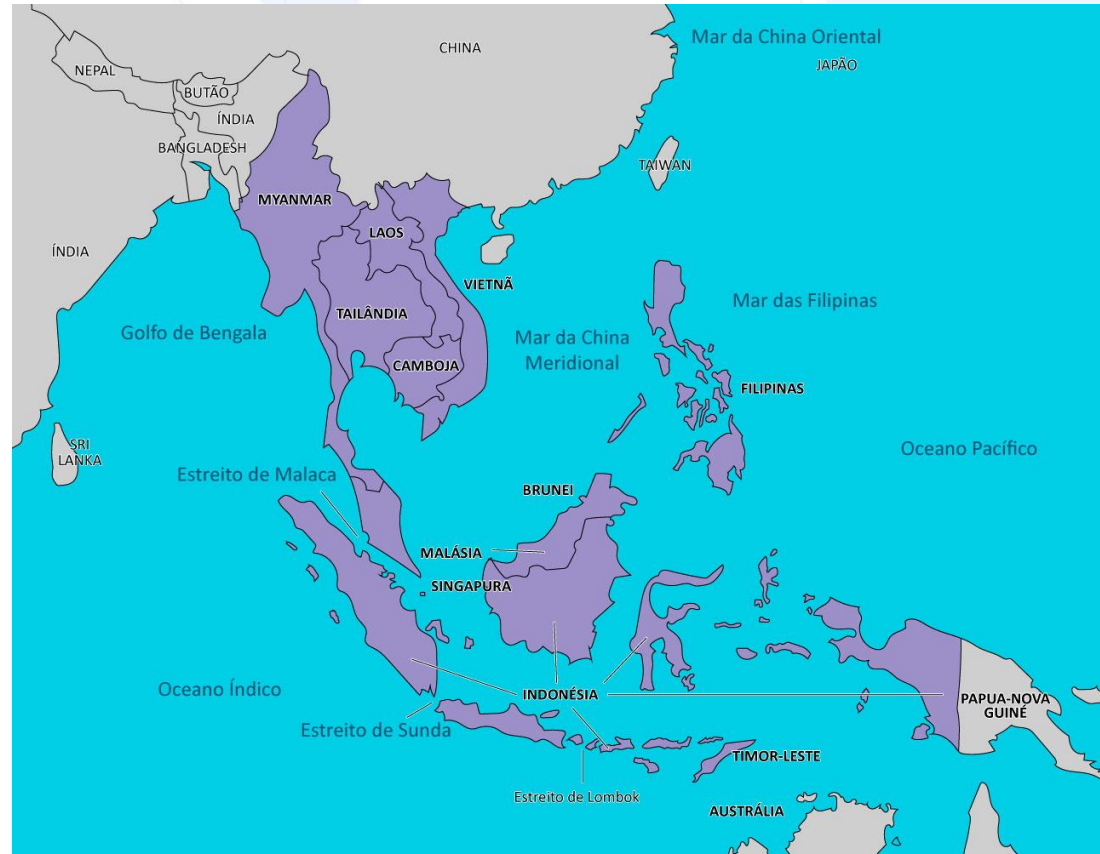 CHINA
Mar da China Oriental
JAPÃO
NEPAL
BUTÃO
ÍNDIA
BANGLADESH
TAIWAN
MYANMAR
LAOS
ÍNDIA
VIETNÃ
TAILÂNDIA
Mar das Filipinas
Golfo de Bengala
Mar da China
Meridional
CAMBOJA
FILIPINAS
SRI
LANKA
Oceano Pacífico
Estreito de Malaca
BRUNEI
MALÁSIA
SINGAPURA
Oceano Índico
INDONÉSIA
PAPUA-NOVA
GUINÉ
Estreito de Sunda
TIMOR-LESTE
Estreito de Lombok
AUSTRÁLIA